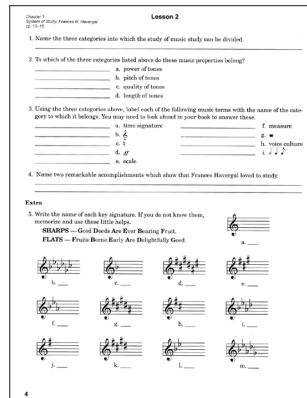 Chapter 1
System of Study; Frances R. Havergal
pp. 13–16
Lesson 2
1. Name the three categories into which the study of music study can be divided.
2. To which of the three categories listed above do these music properties belong?
a. power of tones
b. pitch of tones
c. quality of tones
d. length of tones
3. Using the three categories above, label each of the following music terms with the name of the cate-
gory to which it belongs. You may need to look ahead in your book to answer these.
a. time signature
f. measure
b.
g.
c.
h. voice culture
d. ff
i.
e. scale
4. Name two remarkable accomplishments which show that Frances Havergal loved to study.
Extra
5. Write the name of each key signature. If you do not know them,
memorize and use these little helps.
SHARPS — Good Deeds Are Ever Bearing Fruit.
FLATS — Fruits Borne Early Are Delightfully Good.
a.
b.
c.
d.
e.
f.
g.
h.
i.
j.
k.
l.
m.
4